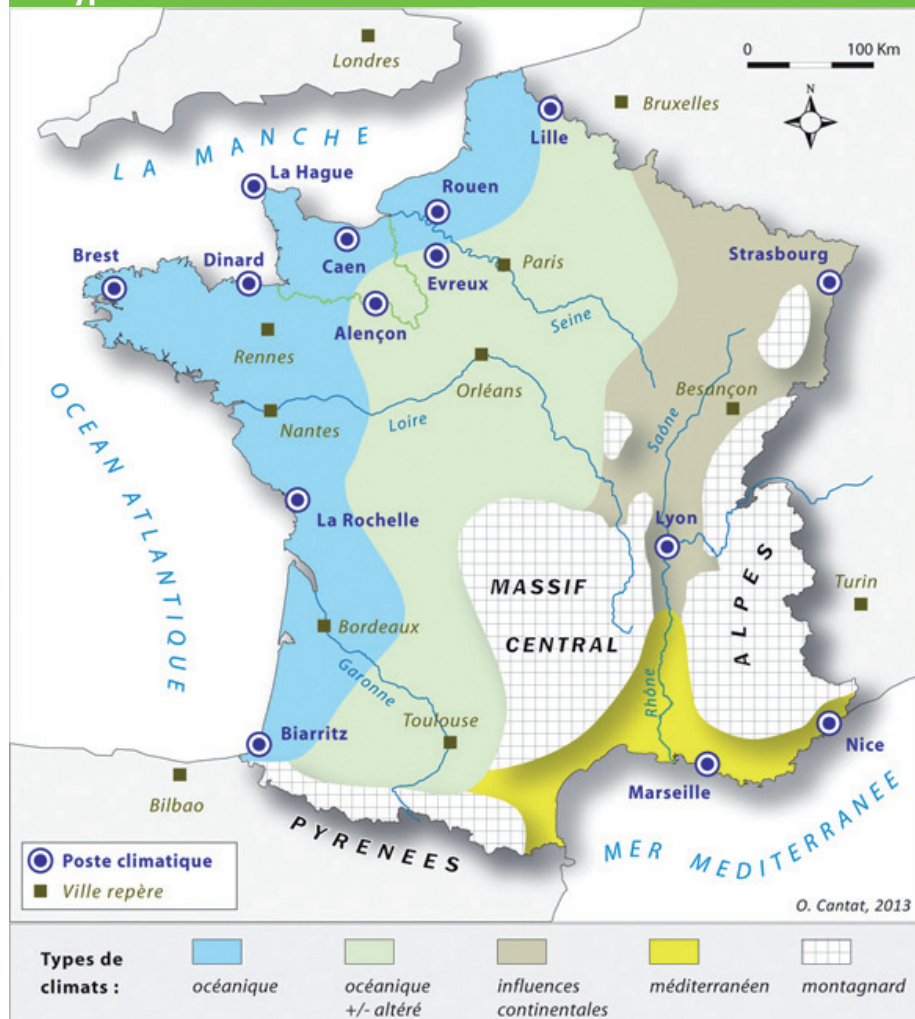 Londres
0 100 Km
N
Bruxelles
Lille
LA MANCHE
La Hague
Rouen
Brest
Dinard
Caen
Evreux
Paris
Strasbourg
Alençon
Seine
Rennes
Orléans
Besançon
Saône
Nantes
Loire
OCEAN ATLANTIQUE
La Rochelle
Lyon
MASSIF
CENTRAL
ALPES
Turin
Bordeaux
Garonne
Rhône
Toulouse
Biarritz
Nice
Marseille
Bilbao
PYRENEES
MER MEDITERRANEE
Poste climatique
Ville repère
O. Cantat, 2013
Types de
climats :
océanique
océanique
+/- altéré
influences
continentales
méditerranéen
montagnard